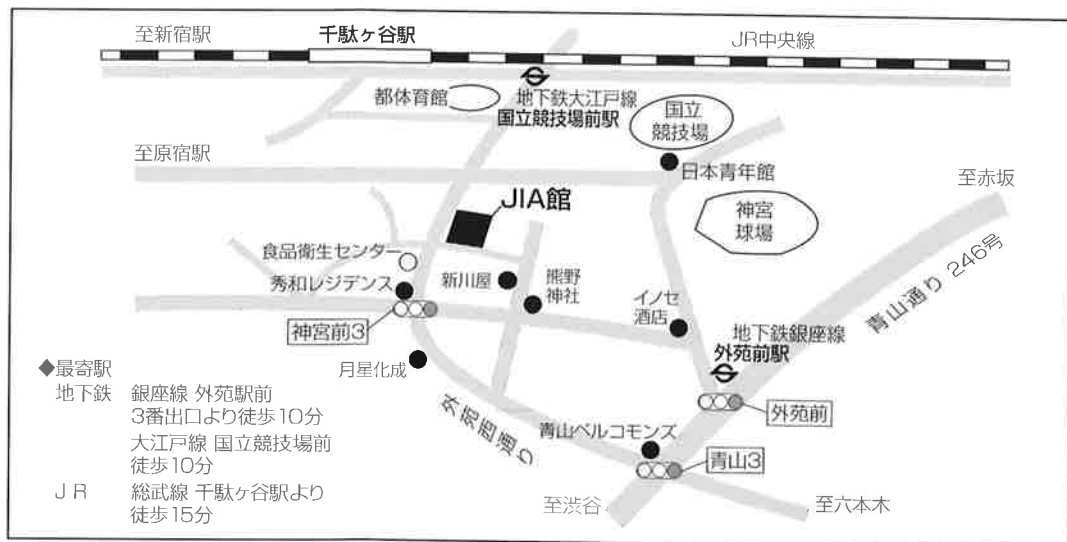 至新宿駅
千駄ヶ谷駅
JR中央線
都体育館
地下鉄大江戸線
国立競技場前駅
国立
競技場
至原宿駅
日本青年館
至赤坂
JIA館
神宮
球場
食品衛生センター
秀和レジデンス
新川屋
熊野
神社
イノセ
酒店
青山通り 246号
神宮前3
地下鉄銀座線
外苑前駅
月星化成
外苑西通り
外苑前
青山ベルコモンズ
青山3
至渋谷
至六本木
◆最寄駅
地下鉄 銀座線 外苑駅前
3番出口より徒歩10分
大江戸線 国立競技場前
徒歩10分
JR 総武線 千駄ヶ谷駅より
徒歩15分